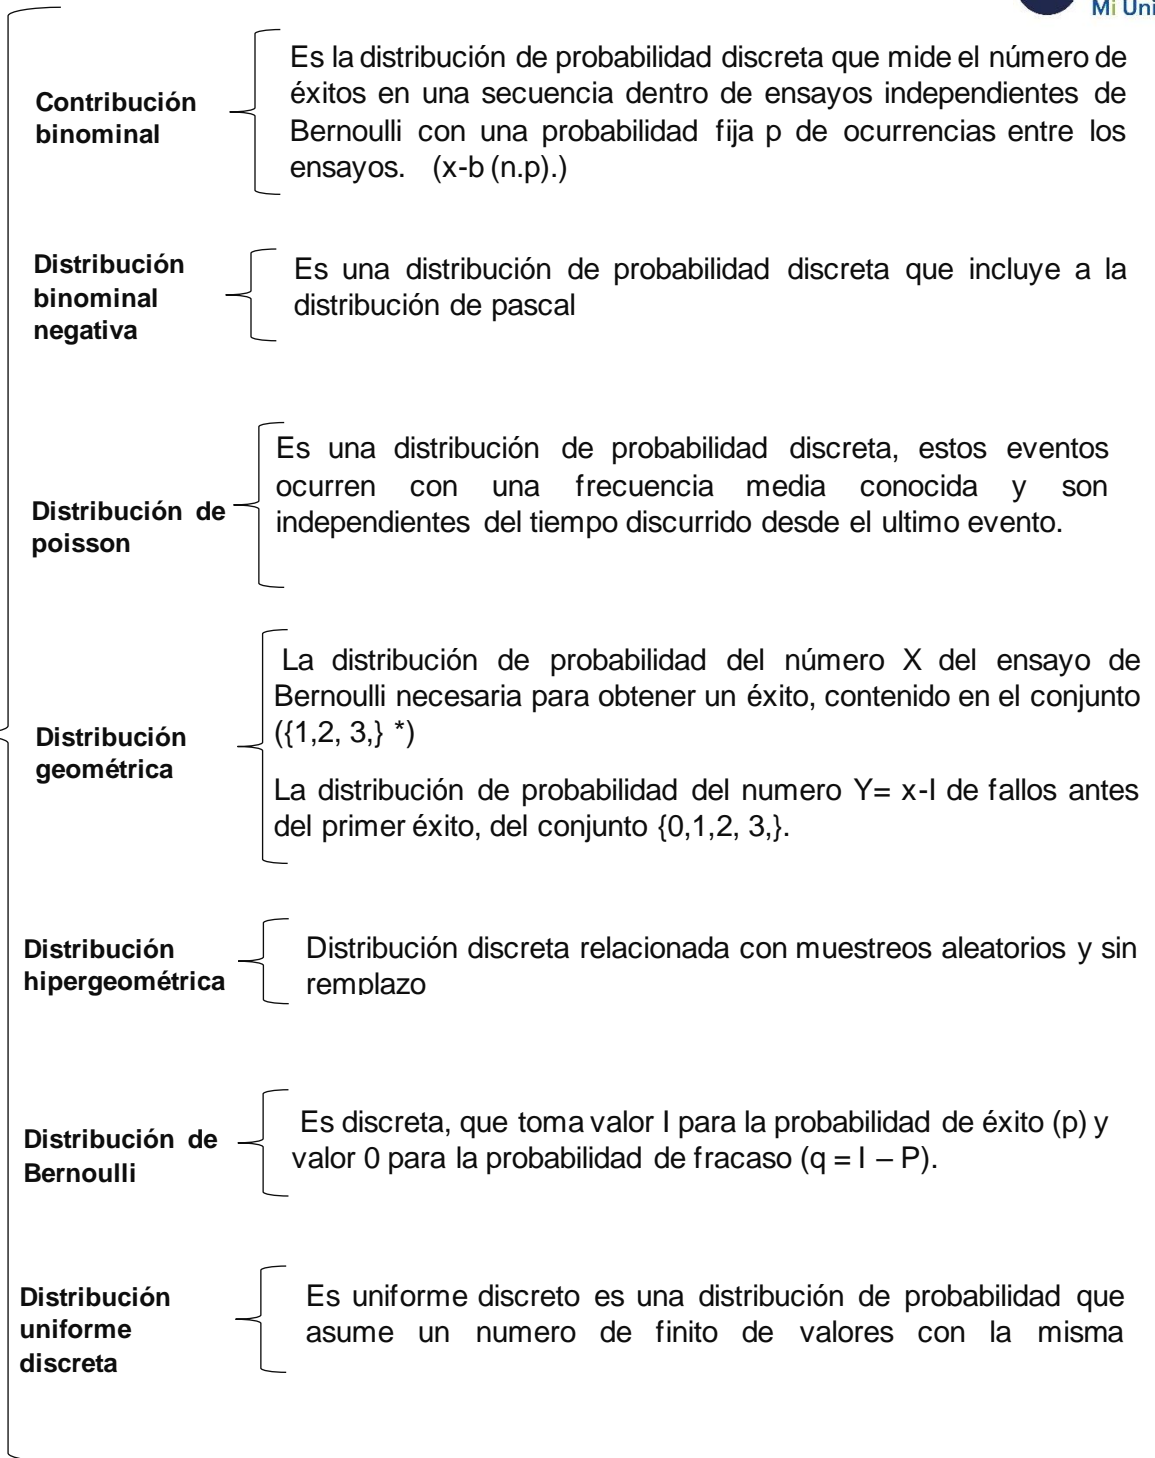 Mi Uni
Contribución
binominal
Es la distribución de probabilidad discreta que mide el número de
éxitos en una secuencia dentro de ensayos independientes de
Bernoulli con una probabilidad fija p de ocurrencias entre los
ensayos. (x-b (n.p).)
Distribución
binominal
negativa
Es una distribución de probabilidad discreta que incluye a la
distribución de pascal
Distribución de
poisson
Es una distribución de probabilidad discreta, estos eventos
ocurren con una frecuencia media conocida y son
independientes del tiempo discurrido desde el ultimo evento.
Distribución
geométrica
La distribución de probabilidad del número X del ensayo de
Bernoulli necesaria para obtener un éxito, contenido en el conjunto
({1,2, 3,} *)
La distribución de probabilidad del numero Y= x-I de fallos antes
del primer éxito, del conjunto {0,1,2, 3,}.
Distribución
hipergeométrica
Distribución discreta relacionada con muestreos aleatorios y sin
remplazo
Distribución de
Bernoulli
Es discreta, que toma valor I para la probabilidad de éxito (p) y
valor 0 para la probabilidad de fracaso (q = I – P).
Distribución
uniforme
discreta
Es uniforme discreto es una distribución de probabilidad que
asume un numero de finito de valores con la misma